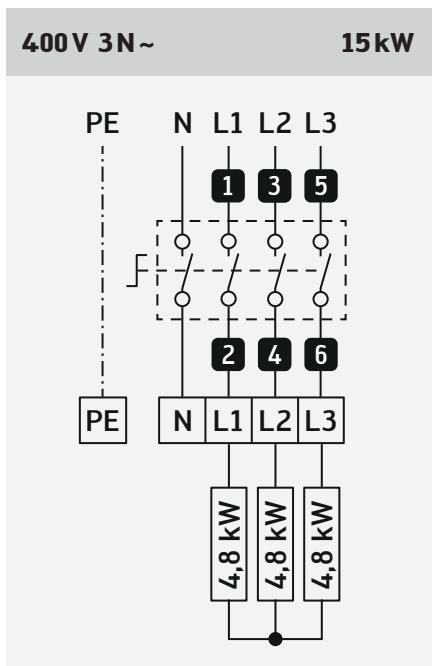 400V 3N~ 15kW
PE N L1 L2 L3
1 3 5
2 4 6
PE N L1 L2 L3
4,8 kW 4,8 kW 4,8 kW